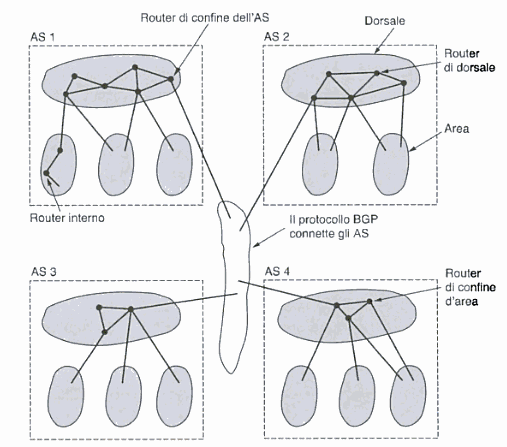 Router di confine dell'AS
AS 1
AS 2
Dorsale
Router
di dorsale
Area
Router interno
Il protocollo BGP
connette gli AS
AS 3
AS 4
Router
di confine
d'area